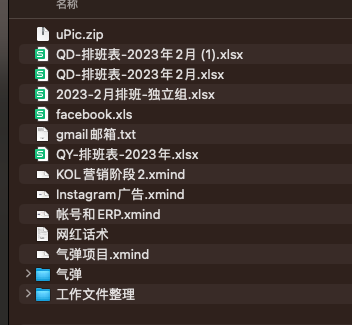 名称
uPic.zip
QD-排班表-2023年2月 (1).xlsx
QD-排班表-2023年2月.xlsx
2023-2月排班-独立组.xlsx
facebook.xls
gmail邮箱.txt
QY-排班表-2023年.xlsx
KOL营销阶段2.xmind
Instagram广告.xmind
帐号和ERP.xmind
网红话术
气弹项目.xmind
气弹
工作文件整理